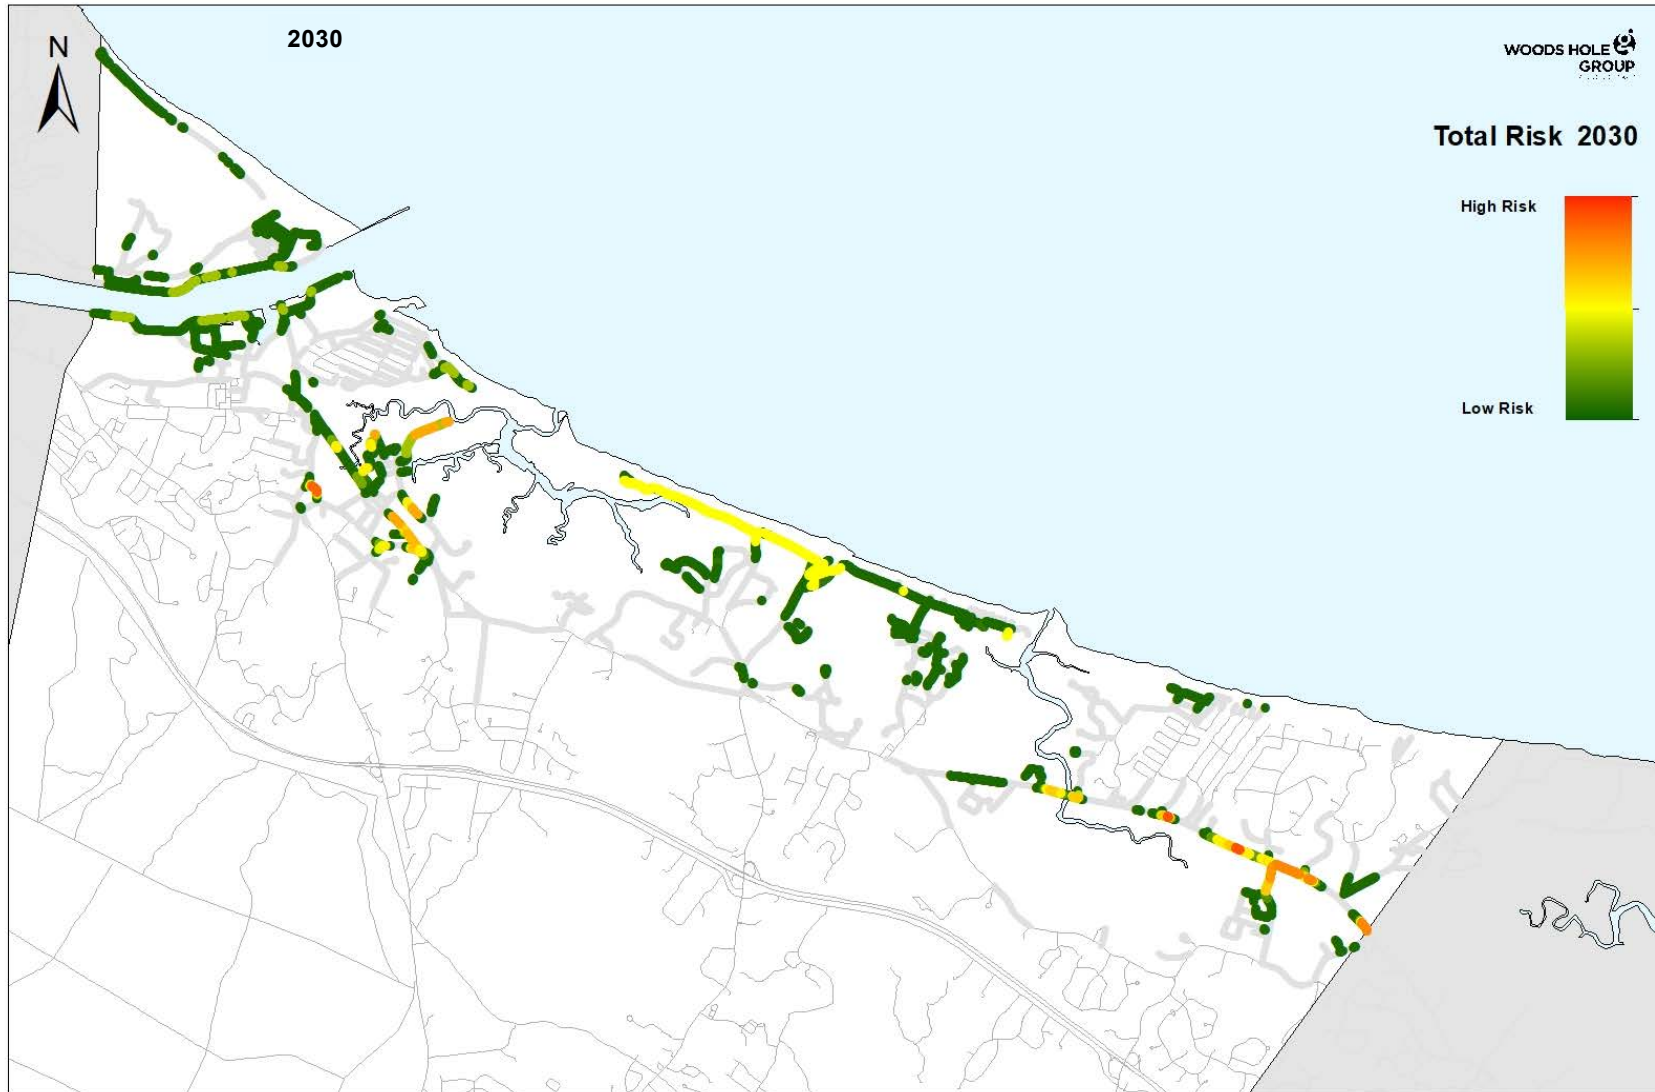 2030
N
WOODS HOLE
GROUP
Total Risk 2030
High Risk
Low Risk